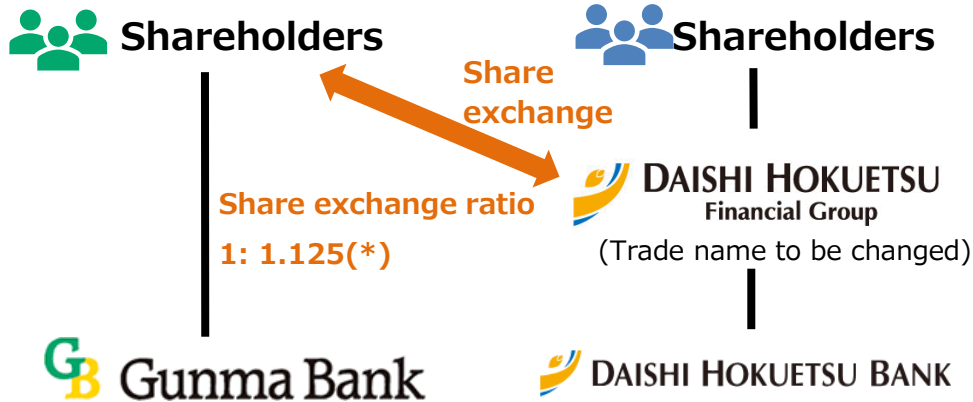 Shareholders
Shareholders
Share
exchange
DAISHI HOKUETSU
Financial Group
Share exchange ratio
1: 1.125(*)
(Trade name to be changed)
GB Gunma Bank
DAISHI HOKUETSU BANK